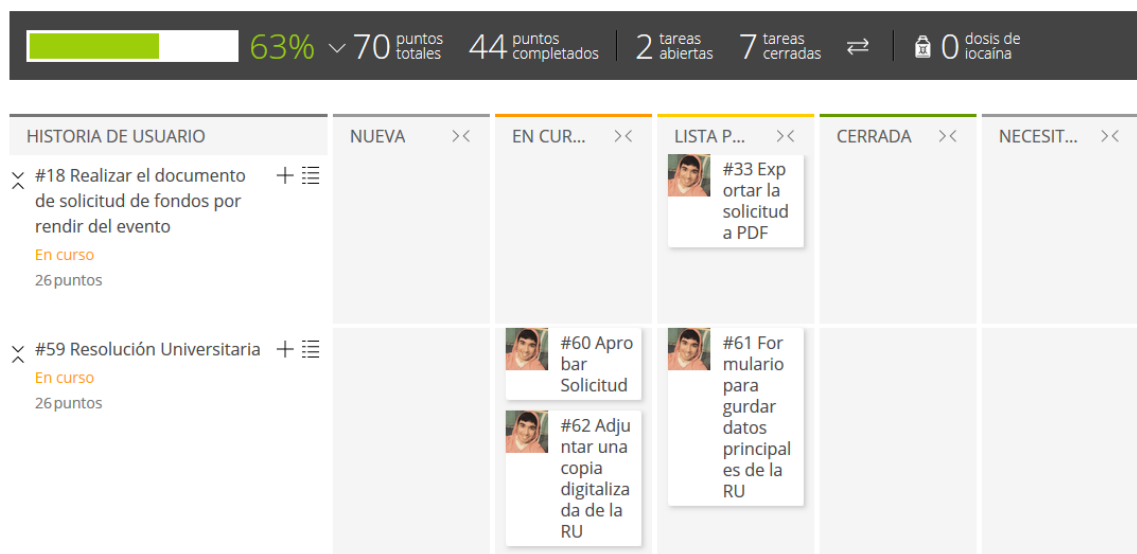 63% 70 puntos totales 44 puntos completados 2 tareas abiertas 7 tareas cerradas 0 dosis de iocaína
HISTORIA DE USUARIO NUEVA EN CUR... LISTA P... CERRADA NECESIT...
#18 Realizar el documento
de solicitud de fondos por
rendir del evento
En curso
26 puntos
#33 Exp
ortar la
solicitud
a PDF
#59 Resolución Universitaria
En curso
26 puntos
#60 Apro
bar
Solicitud
#62 Adju
ntar una
copia
digitaliza
da de la
RU
#61 For
mulario
para
gurdar
datos
principal
es de la
RU